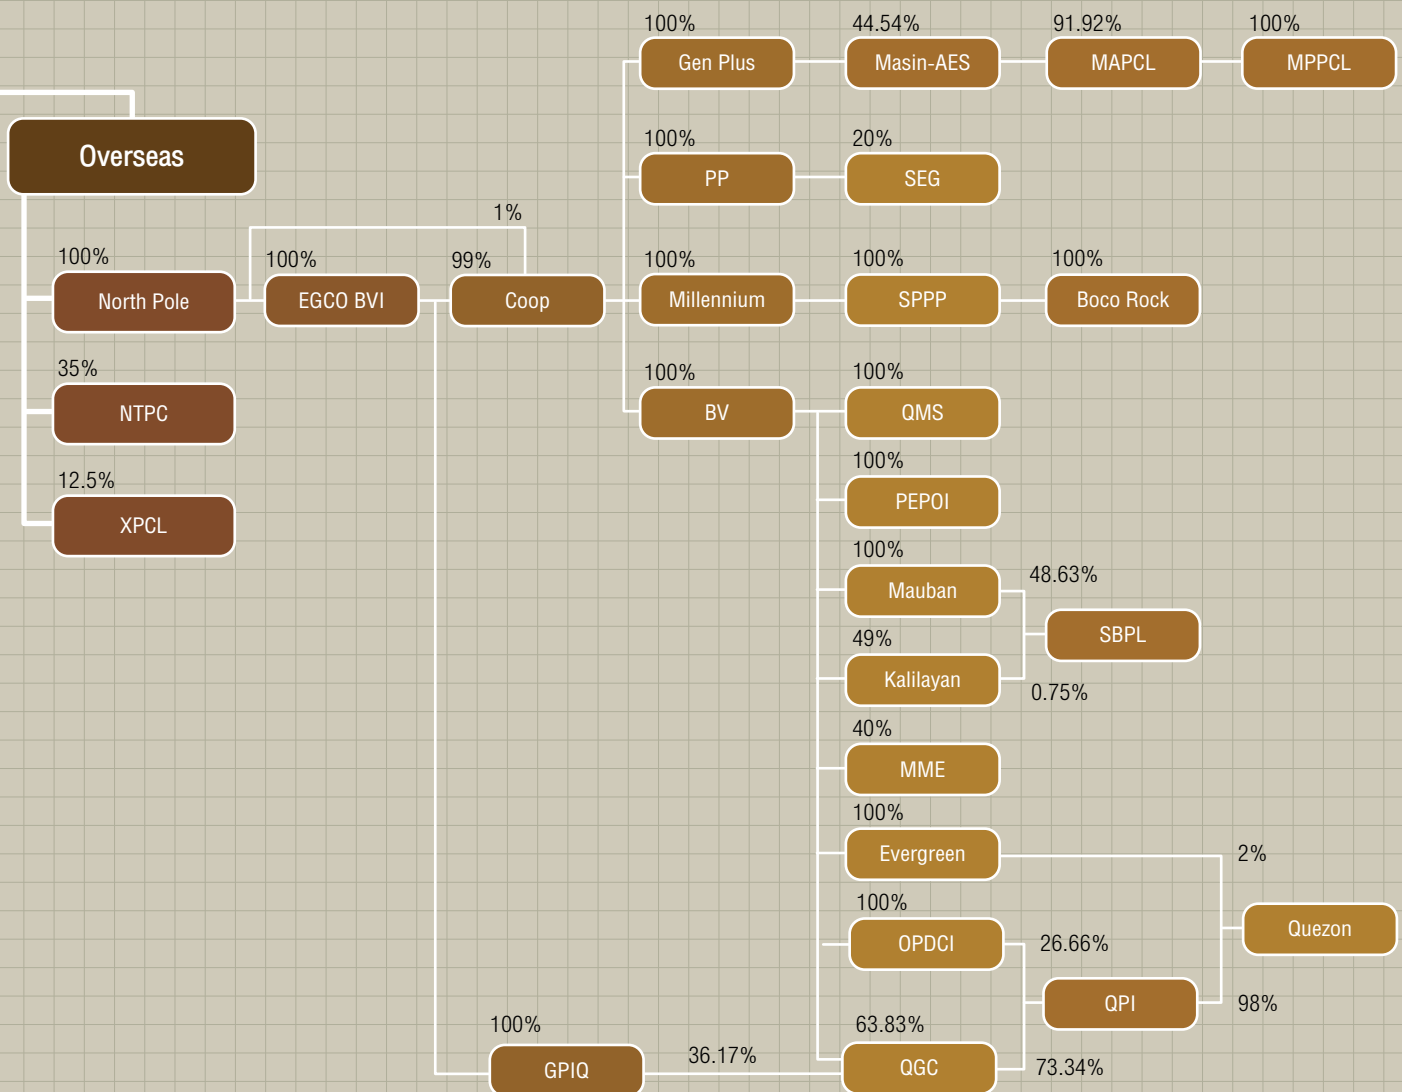 100%
44.54%
91.92%
100%
Gen Plus
Masin-AES
MAPCL
MPPCL
Overseas
100%
20%
PP
SEG
1%
100%
100%
99%
100%
100%
100%
North Pole
EGCO BVI
Coop
Millennium
SPPP
Boco Rock
35%
100%
100%
NTPC
BV
QMS
12.5%
100%
XPCL
PEPOI
100%
48.63%
Mauban
SBPL
49%
Kalilayan
0.75%
40%
MME
100%
Evergreen
2%
100%
OPDCI
26.66%
Quezon
QPI
98%
100%
63.83%
GPIQ
36.17%
QGC
73.34%